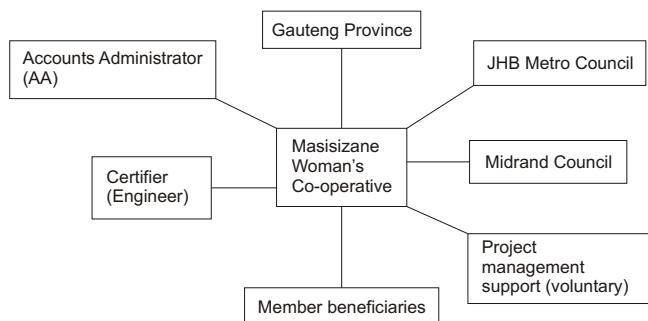 Gauteng Province
Accounts Administrator
(AA)
JHB Metro Council
Masisizane
Woman's
Co-operative
Midrand Council
Certifier
(Engineer)
Project
management
support (voluntary)
Member beneficiaries